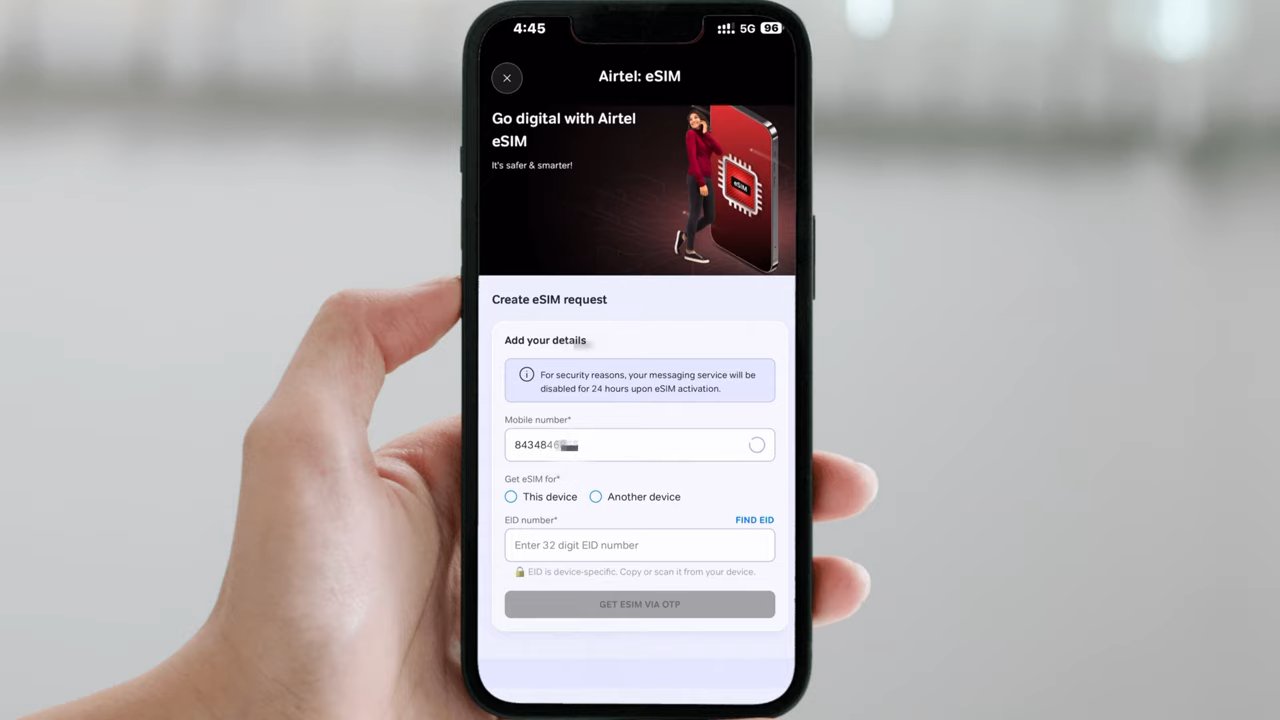 4:45
5G 96
Airtel: eSIM
Go digital with Airtel
eSIM
It's safer & smarter!
eSIM
Create eSIM request
Add your details
For security reasons, your messaging service will be
disabled for 24 hours upon eSIM activation.
Mobile number*
843484
Get eSIM for*
This device Another device
EID number* FIND EID
Enter 32 digit EID number
EID is device-specific. Copy or scan it from your device.
GET ESIM VIA OTP